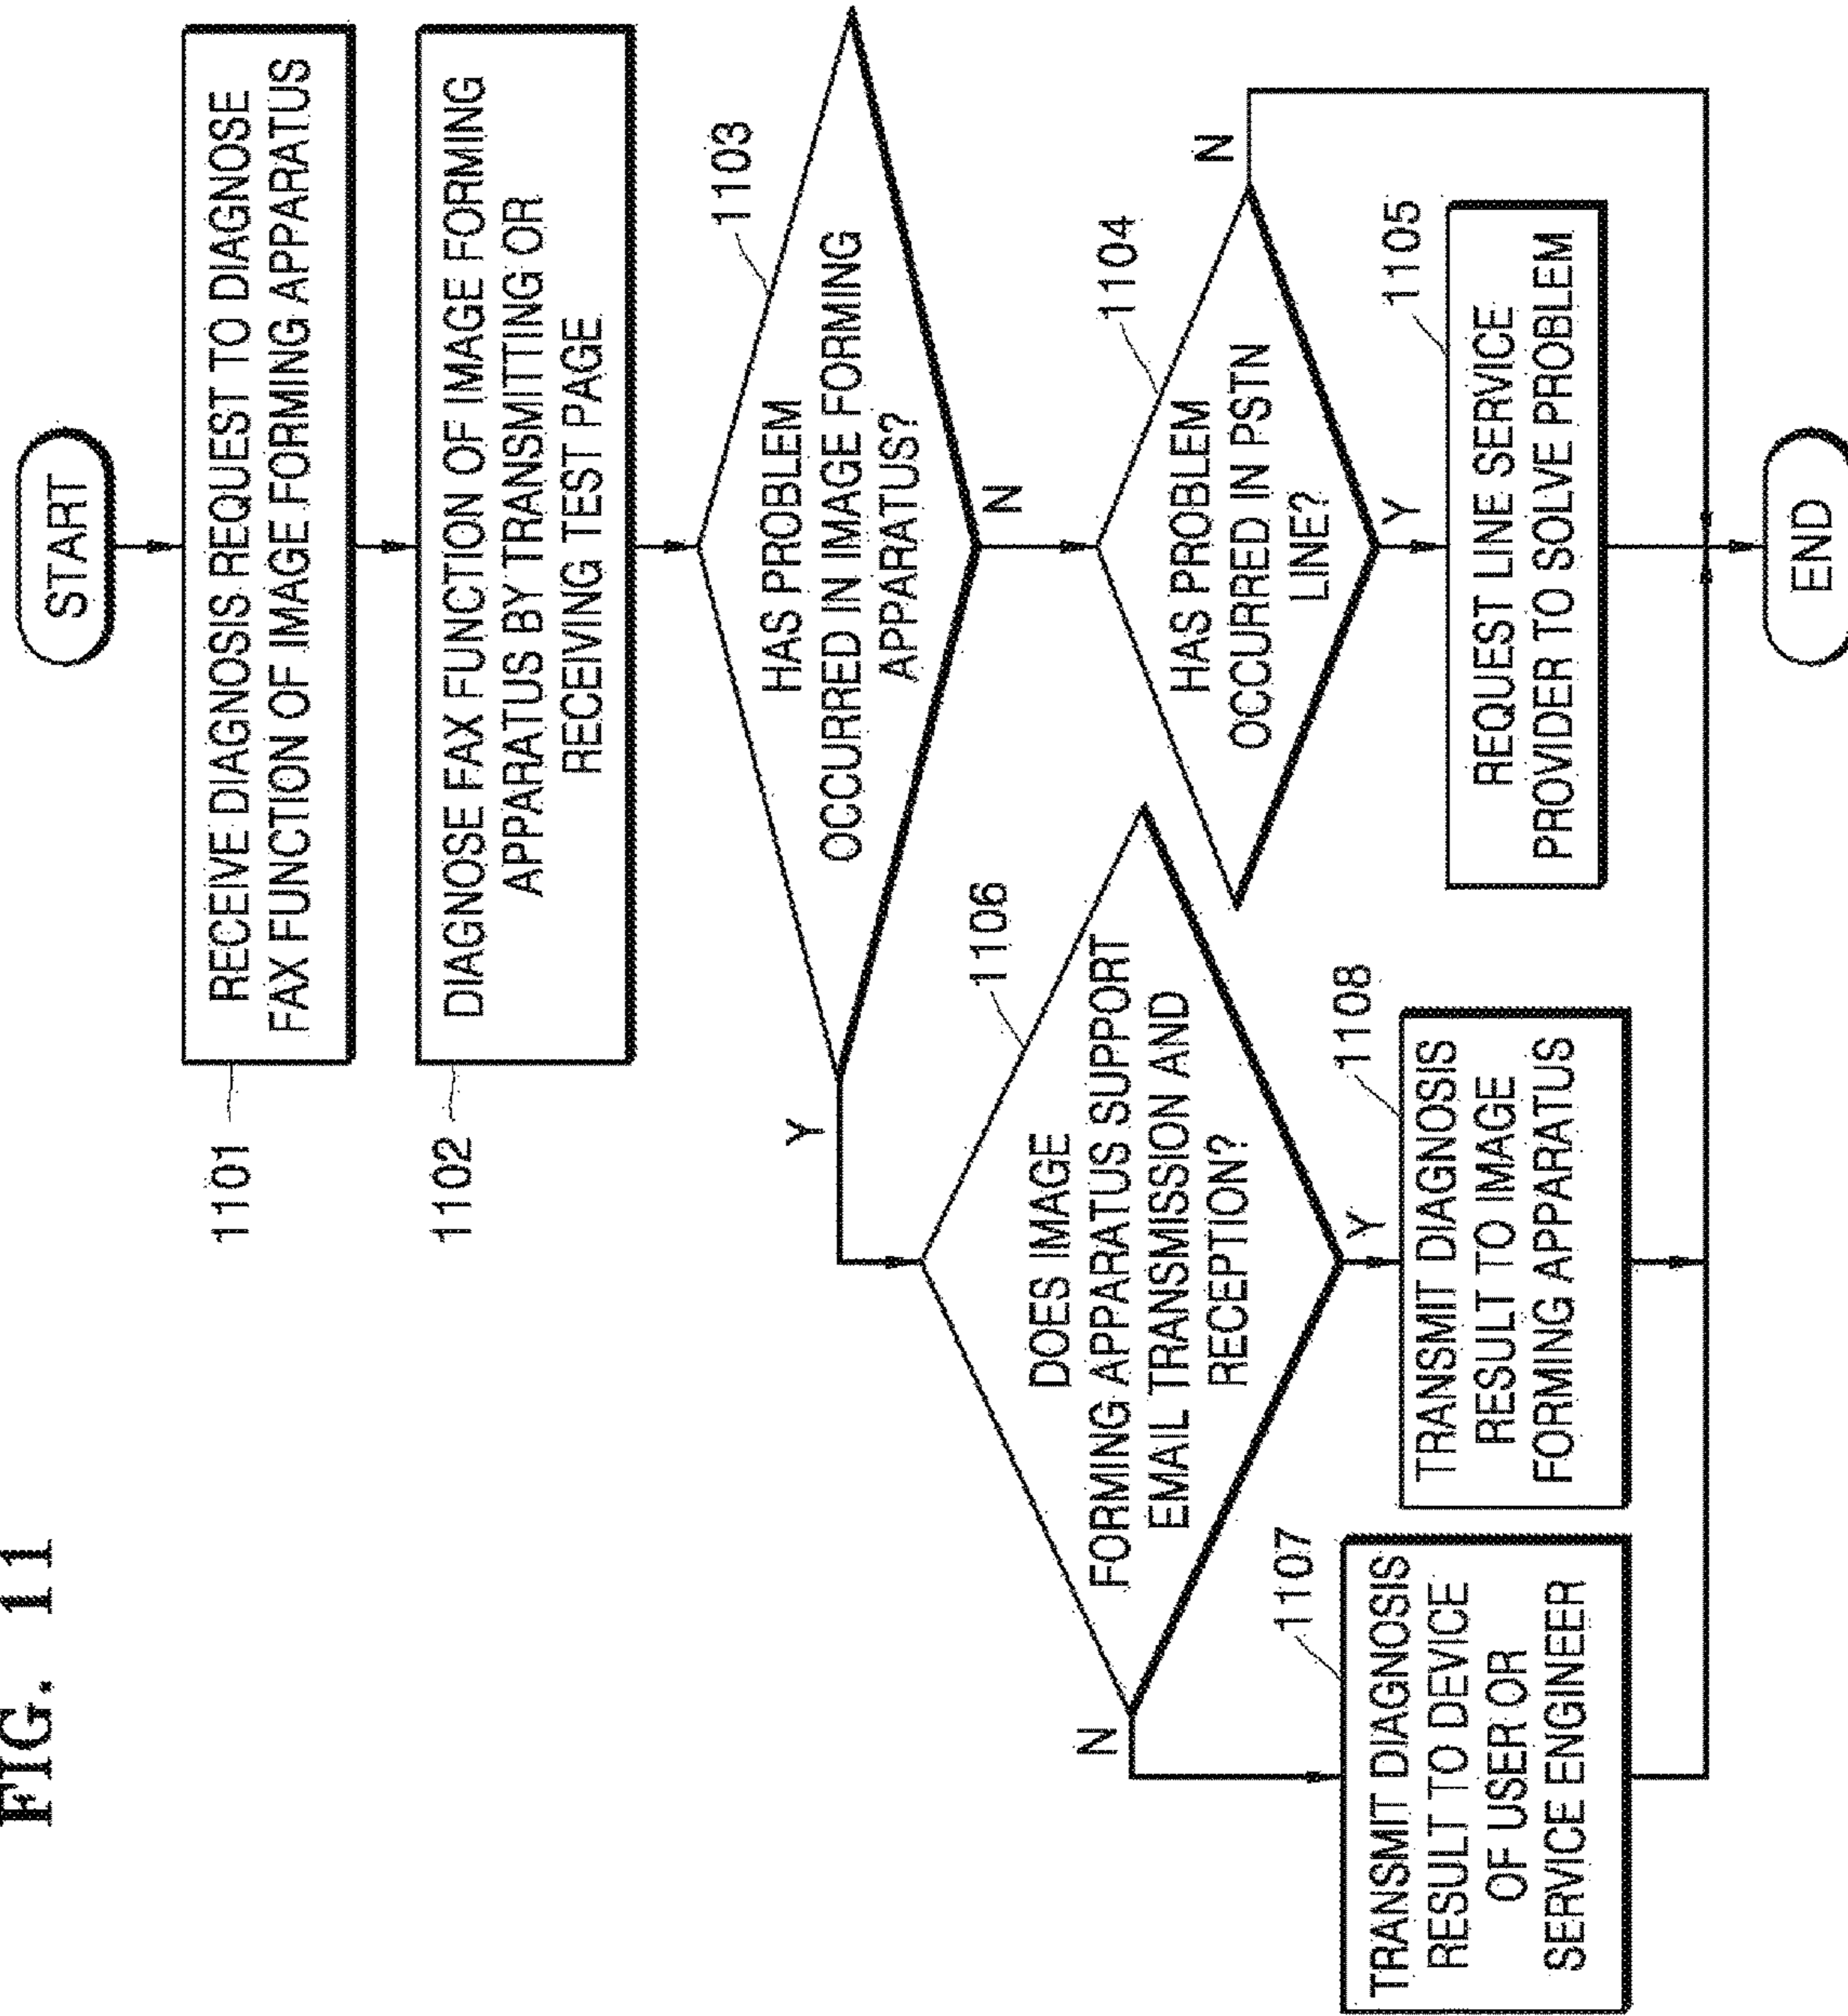 FIG. 11
START
1101
RECEIVE DIAGNOSIS REQUEST TO DIAGNOSE
FAX FUNCTION OF IMAGE FORMING APPARATUS
1102
DIAGNOSE FAX FUNCTION OF IMAGE FORMING
APPARATUS BY TRANSMITTING OR
RECEIVING TEST PAGE
1103
HAS PROBLEM
OCCURRED IN IMAGE FORMING
APPARATUS?
Y
N
1106
DOES IMAGE
FORMING APPARATUS SUPPORT
EMAIL TRANSMISSION AND
RECEPTION?
N
Y
1104
HAS PROBLEM
OCCURRED IN PSTN
LINE?
N
Y
1107
TRANSMIT DIAGNOSIS
RESULT TO DEVICE
OF USER OR
SERVICE ENGINEER
1108
TRANSMIT DIAGNOSIS
RESULT TO IMAGE
FORMING APPARATUS
1105
REQUEST LINE SERVICE
PROVIDER TO SOLVE PROBLEM
END